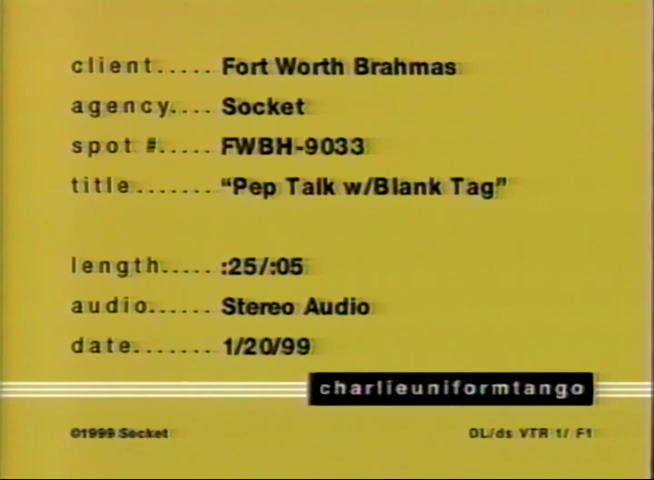 client..... Fort Worth Brahmas
agency.... Socket
spot #..... FWBH-9033
title....... “Pep Talk w/Blank Tag”
length..... :25/:05
audio...... Stereo Audio
date....... 1/20/99
charlieuniformtango
©1999 Socket DL/ds VTR 1/ F1